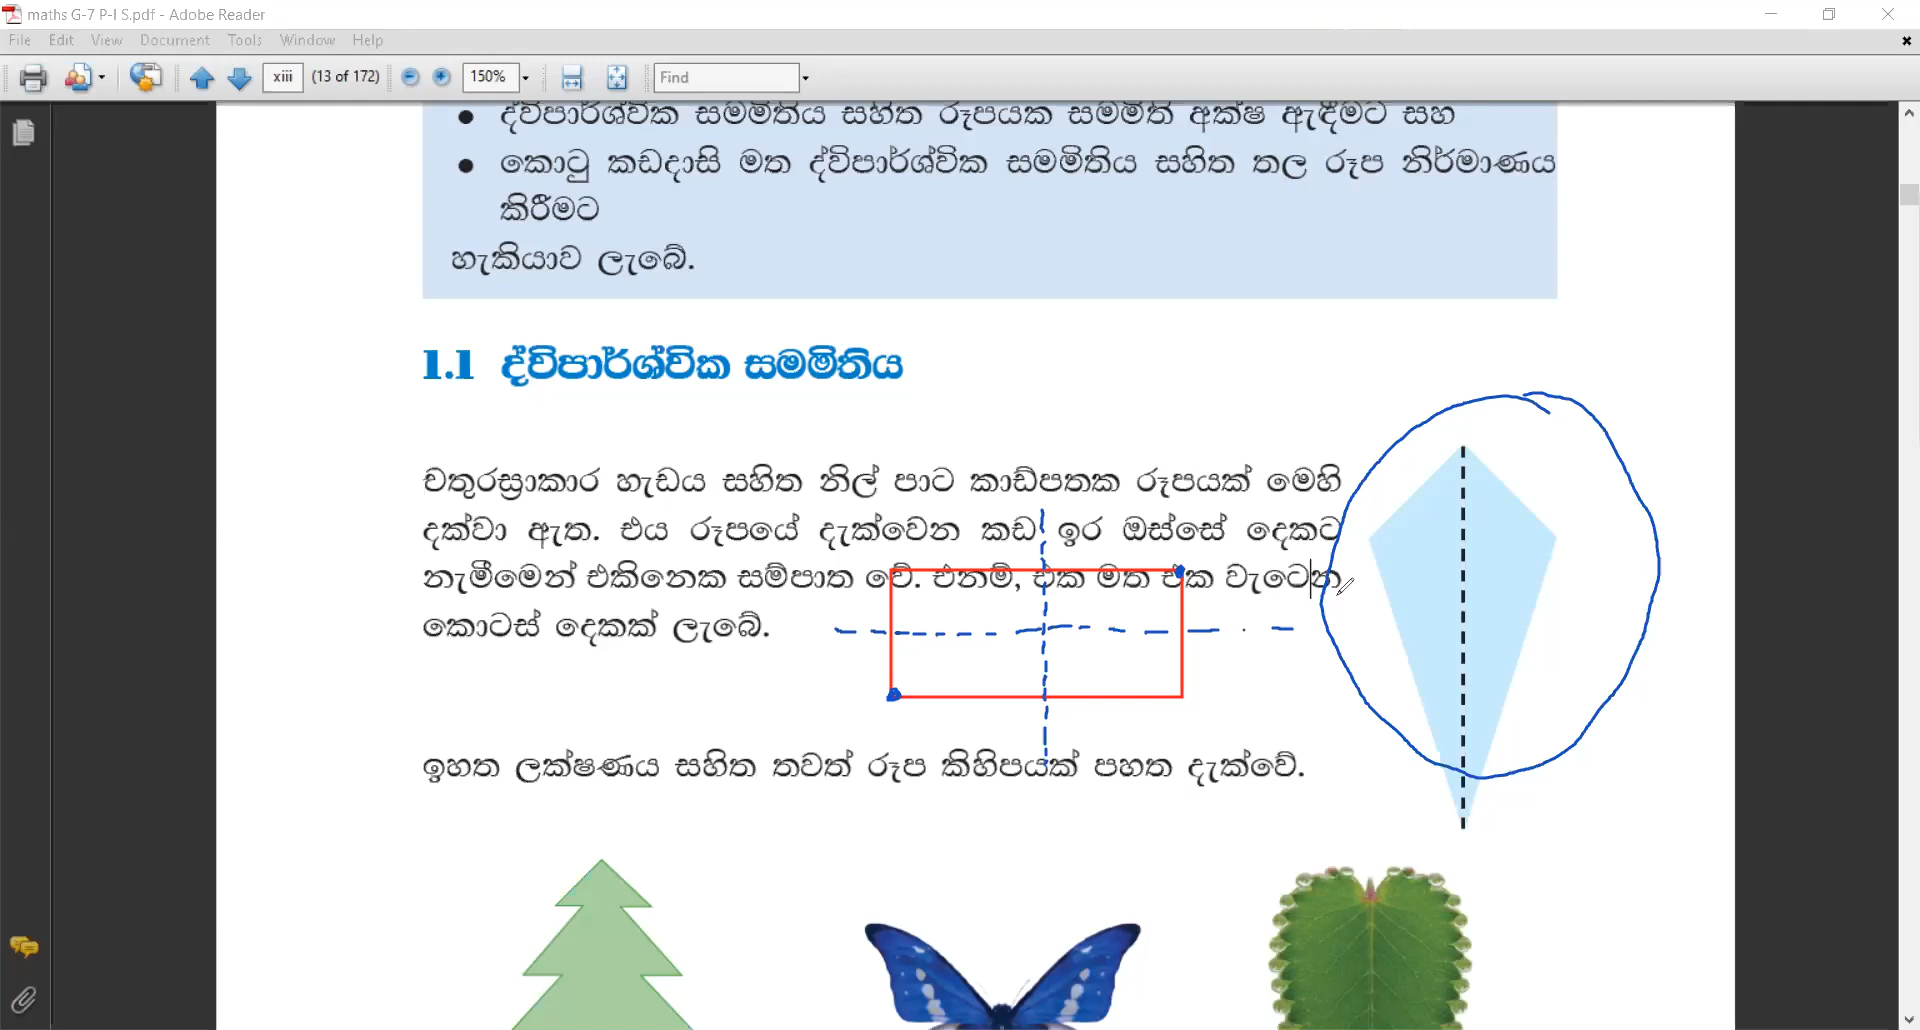 maths G-7 P-I S.pdf - Adobe Reader
File Edit View Document Tools Window Help
xiii (13 of 172) 150% Find
• ද්විපාර්ශ්වික සමමිතිය සහිත රූපයක සමමිති අක්ෂ ඇඳීමට සහ
• කොටු කඩදාසි මත ද්විපාර්ශ්වික සමමිතිය සහිත තල රූප නිර්මාණය
කිරීමට
හැකියාව ලැබේ.
1.1 ද්විපාර්ශ්වික සමමිතිය
චතුරස්‍රාකාර හැඩය සහිත නිල් පාට කාඩ්පතක රූපයක් මෙහි
දක්වා ඇත. එය රූපයේ දැක්වෙන කඩ ඉර ඔස්සේ දෙකට
නැමීමෙන් එකිනෙක සම්පාත වේ. එනම්, එක මත එක වැටෙන
කොටස් දෙකක් ලැබේ.
ඉහත ලක්ෂණය සහිත තවත් රූප කිහිපයක් පහත දැක්වේ.